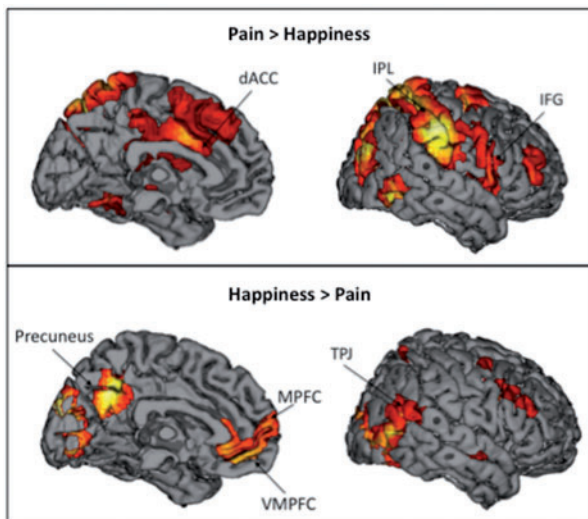 Pain > Happiness
dACC
IPL
IFG
Happiness > Pain
Precuneus
MPFC
VMPFC
TPJ